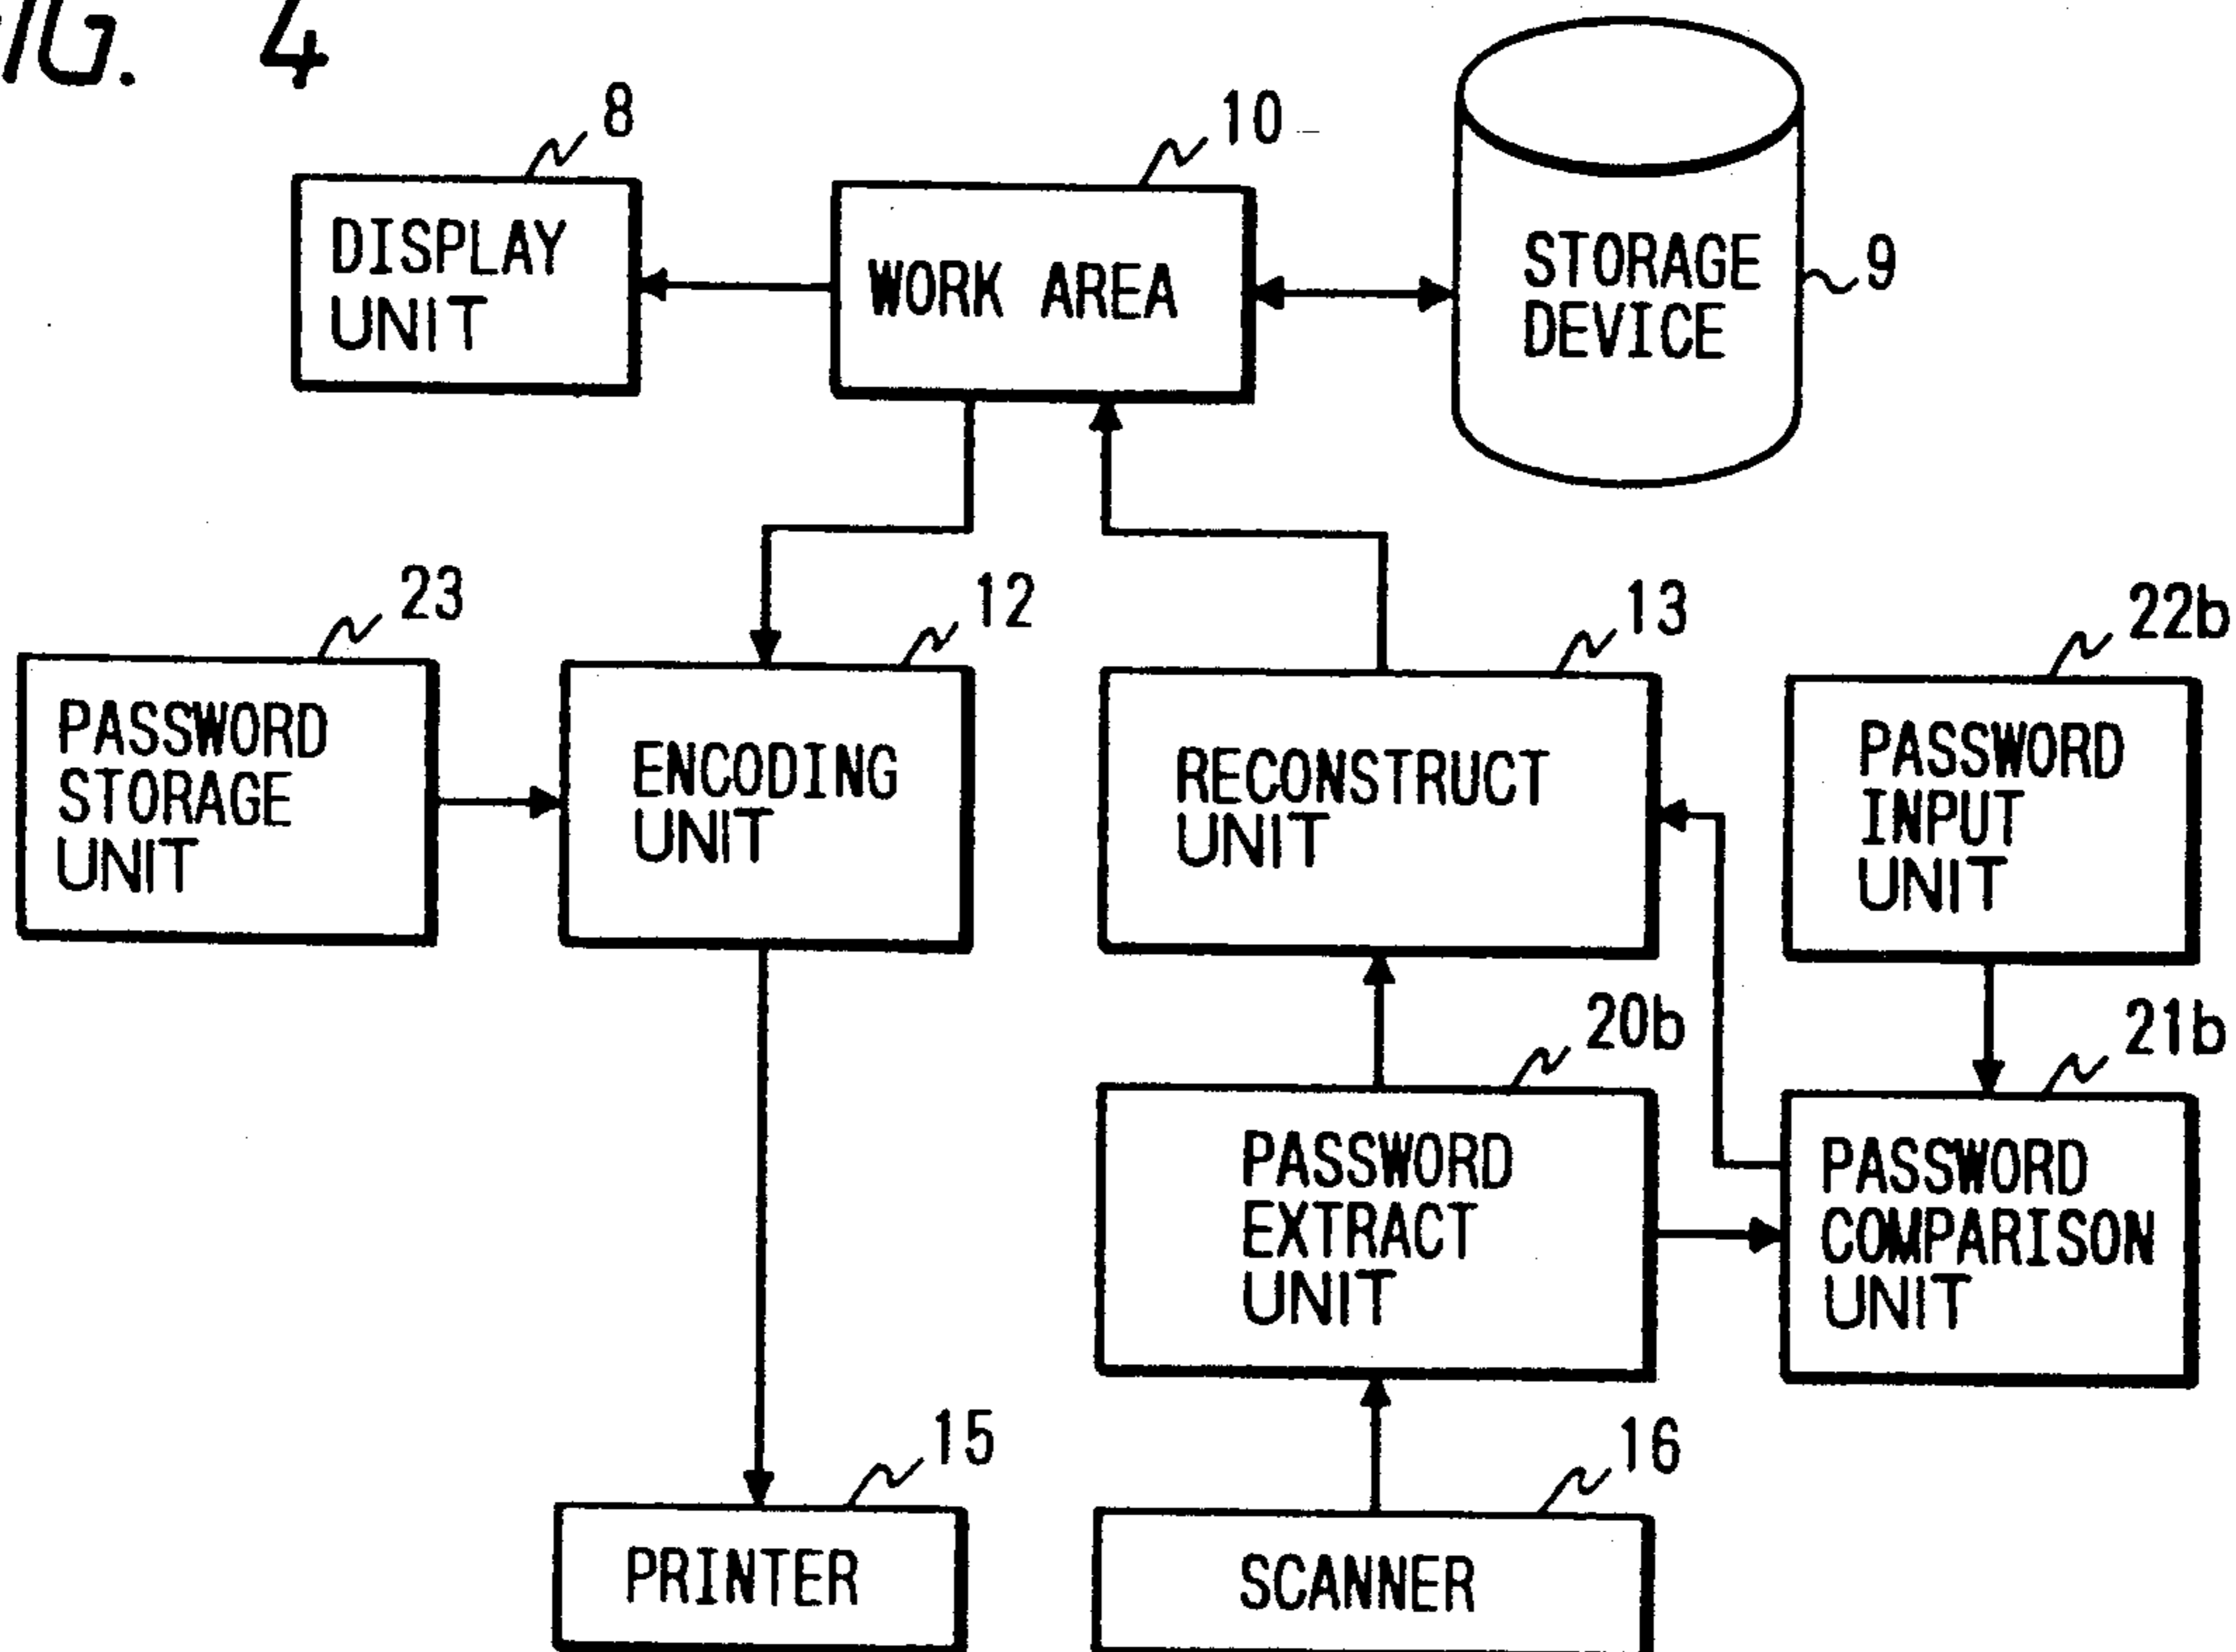 FIG. 4
8
10
DISPLAY
UNIT
WORK AREA
STORAGE
DEVICE
9
23
12
13
22b
PASSWORD
STORAGE
UNIT
ENCODING
UNIT
RECONSTRUCT
UNIT
PASSWORD
INPUT
UNIT
20b
21b
PASSWORD
EXTRACT
UNIT
PASSWORD
COMPARISON
UNIT
15
16
PRINTER
SCANNER